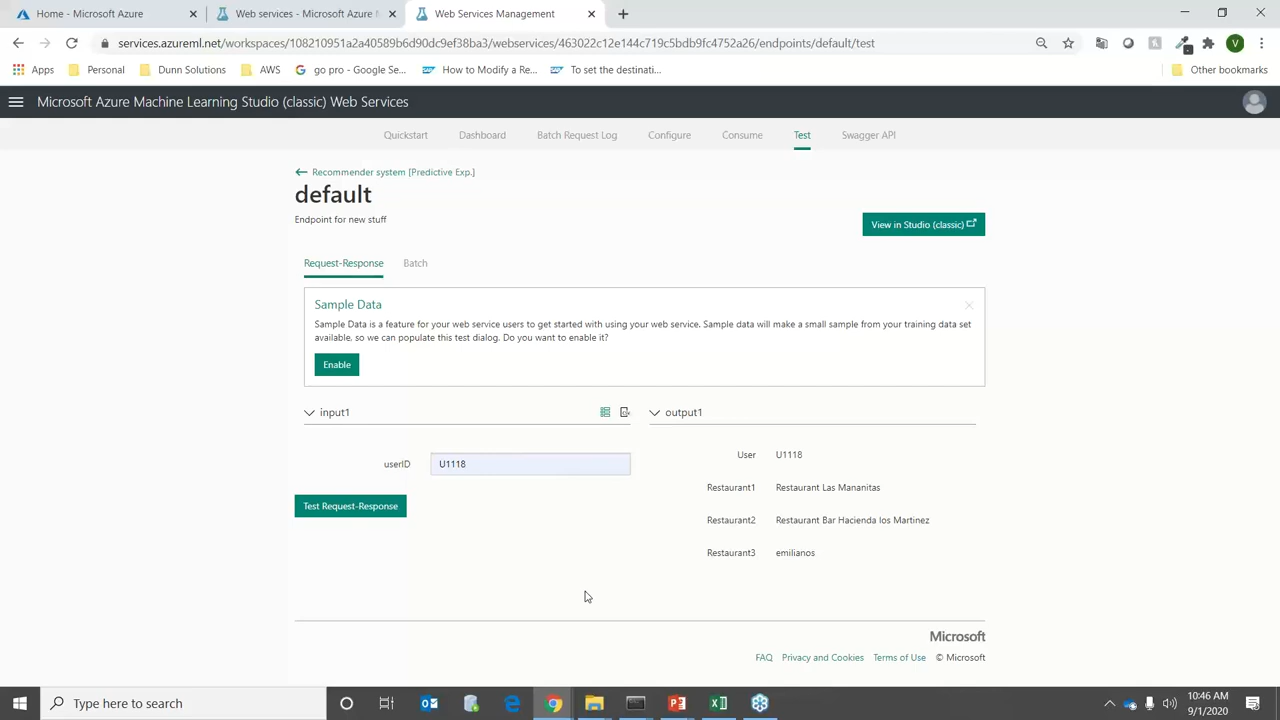 Home - Microsoft Azure
Web services - Microsoft Azure
Web Services Management
services.azureml.net/workspaces/108210951a2a40589b6d90dc9ef38ba3/webservices/463022c12e144c719c5bdb9fc4752a26/endpoints/default/test
V
Apps
Personal
Dunn Solutions
AWS
go pro - Google Se...
How to Modify a Re...
To set the destinati...
Other bookmarks
Microsoft Azure Machine Learning Studio (classic) Web Services
Quickstart
Dashboard
Batch Request Log
Configure
Consume
Test
Swagger API
Recommender system [Predictive Exp.]
default
Endpoint for new stuff
View in Studio (classic)
Request-Response
Batch
Sample Data
Sample Data is a feature for your web service users to get started with using your web service. Sample data will make a small sample from your training data set
available, so we can populate this test dialog. Do you want to enable it?
Enable
input1
output1
userID
U1118
User
U1118
Restaurant1
Restaurant Las Mananitas
Test Request-Response
Restaurant2
Restaurant Bar Hacienda los Martinez
Restaurant3
emilianos
Microsoft
FAQ
Privacy and Cookies
Terms of Use
© Microsoft
Type here to search
10:46 AM
9/1/2020